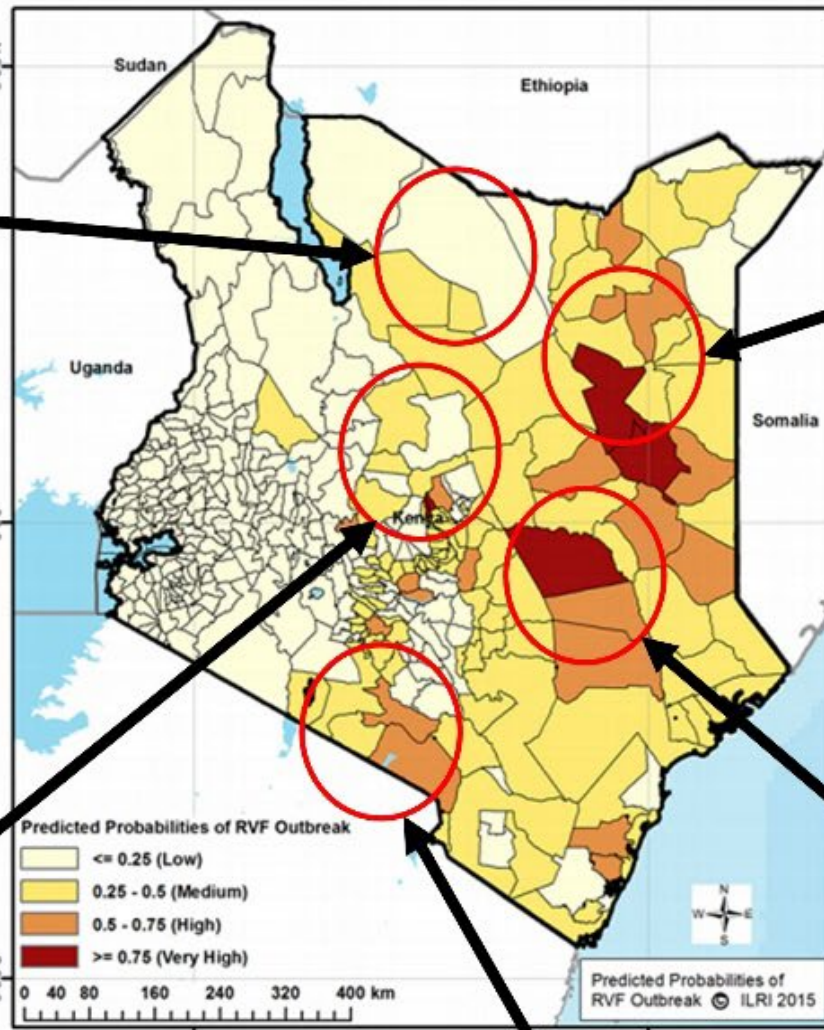 Sudan
Ethiopia
Uganda
Somalia
Kenya
Predicted Probabilities of RVF Outbreak
<= 0.25 (Low)
0.25 - 0.5 (Medium)
0.5 - 0.75 (High)
>= 0.75 (Very High)
0 40 80 160 240 320 400 km
N
W E
S
Predicted Probabilities of
RVF Outbreak © ILRI 2015